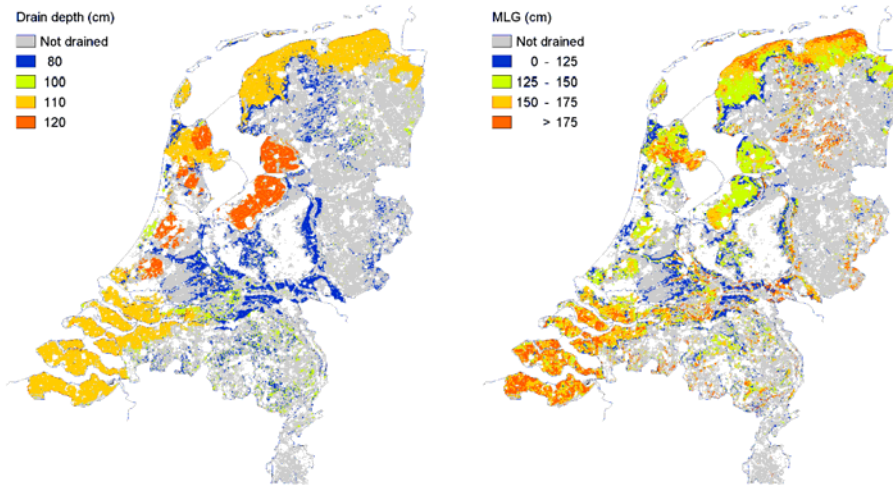 Drain depth (cm)
Not drained
80
100
110
120
MLG (cm)
Not drained
0 - 125
125 - 150
150 - 175
> 175